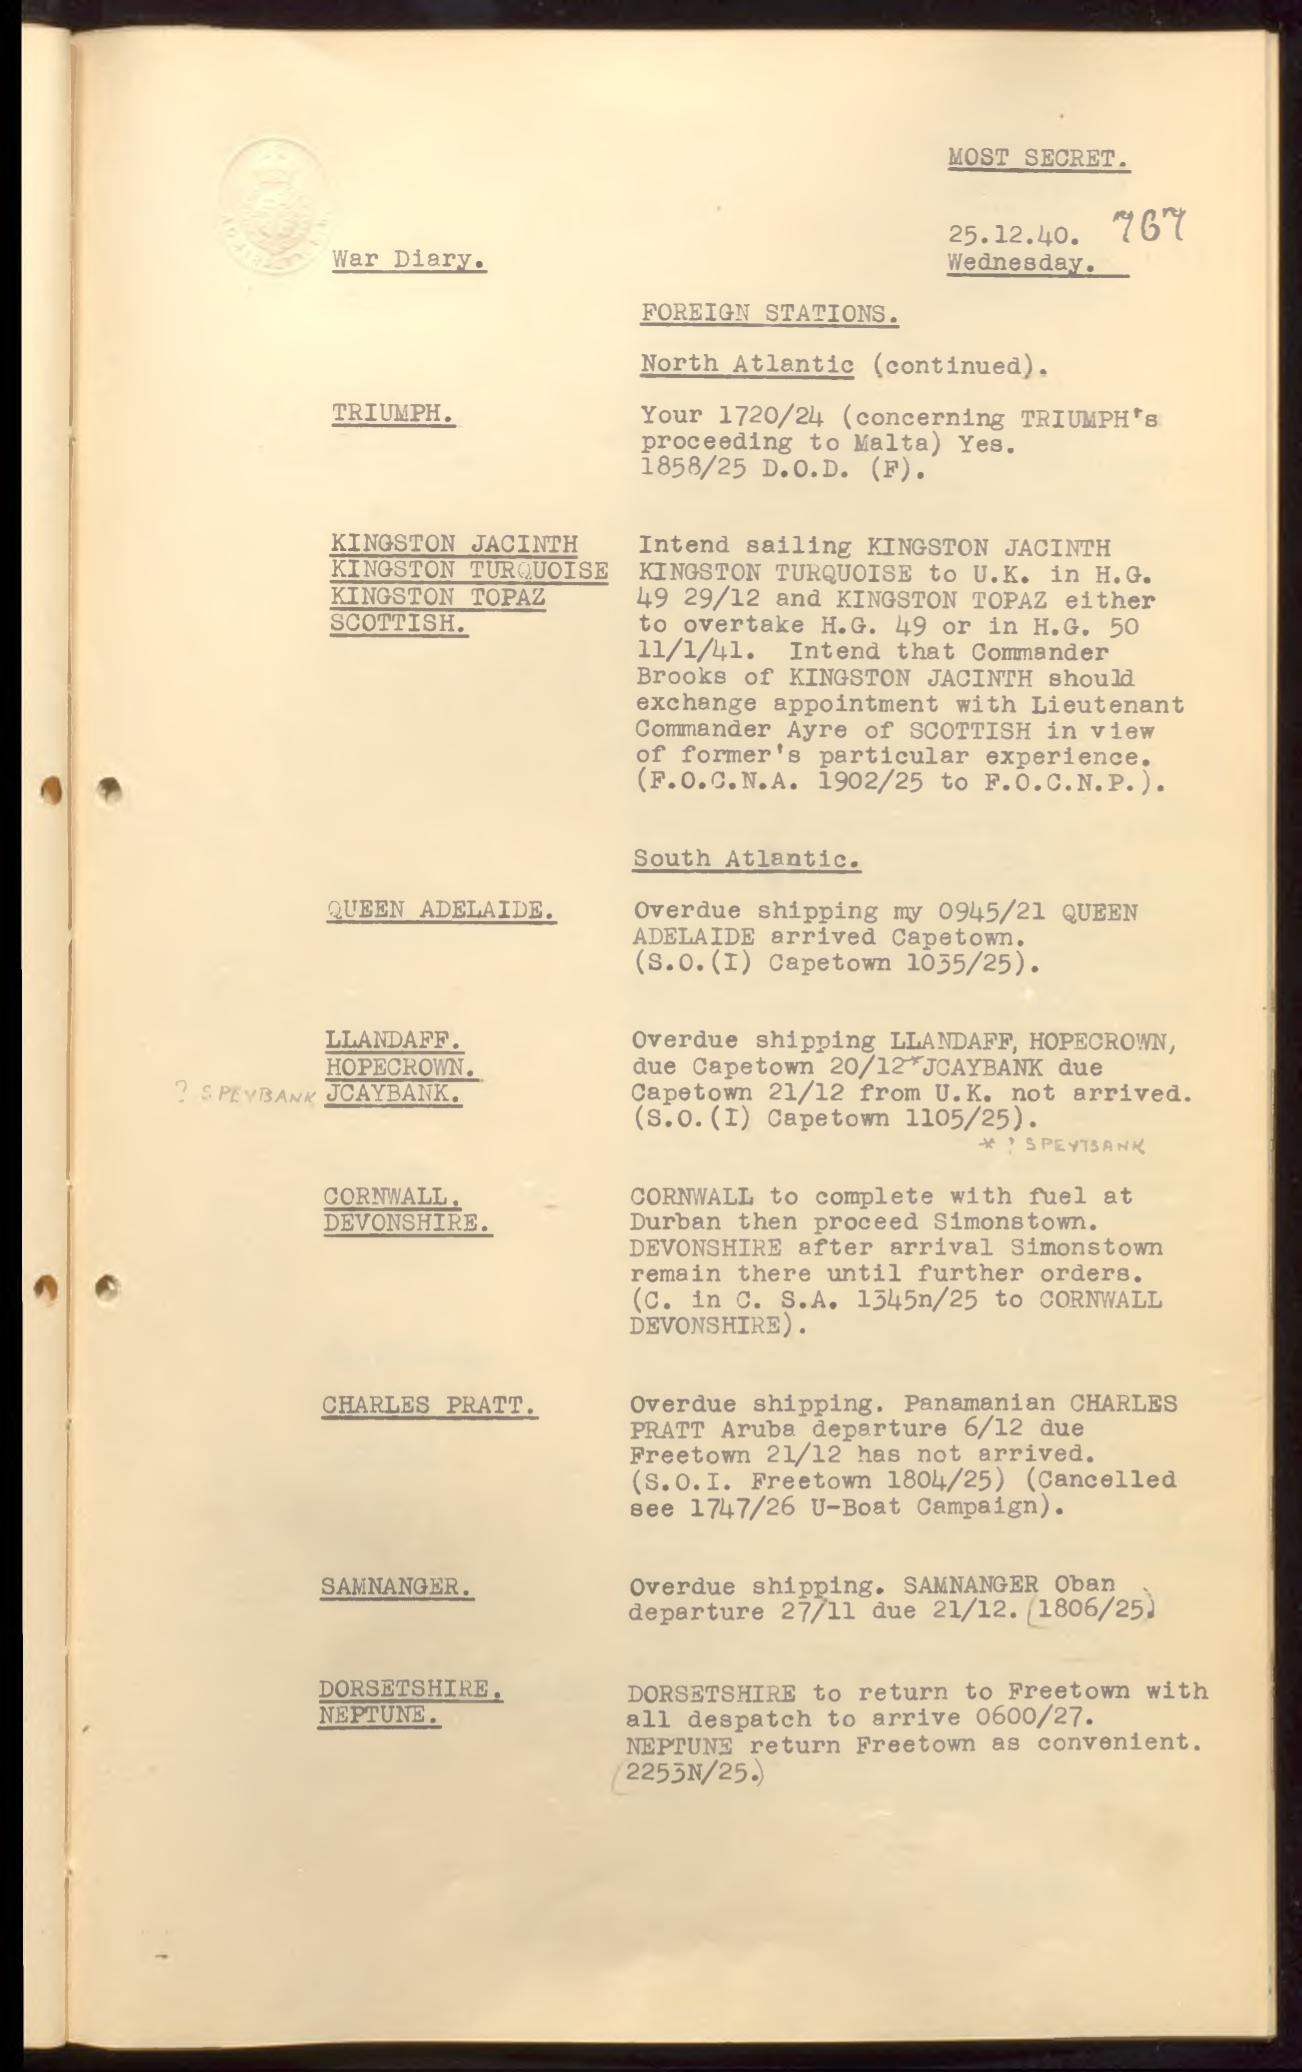 MOST SECRET.
25.12.40. 767
War Diary.
Wednesday.
FOREIGN STATIONS.
North Atlantic (continued).
TRIUMPH.
Your 1720/24 (concerning TRIUMPH's
proceeding to Malta) Yes.
1858/25 D.O.D. (F).
KINGSTON JACINTH
KINGSTON TURQUOISE
KINGSTON TOPAZ
SCOTTISH.
Intend sailing KINGSTON JACINTH
KINGSTON TURQUOISE to U.K. in H.G.
49 29/12 and KINGSTON TOPAZ either
to overtake H.G. 49 or in H.G. 50
11/1/41. Intend that Commander
Brooks of KINGSTON JACINTH should
exchange appointment with Lieutenant
Commander Ayre of SCOTTISH in view
of former's particular experience.
(F.O.C.N.A. 1902/25 to F.O.C.N.P.).
South Atlantic.
QUEEN ADELAIDE.
Overdue shipping my 0945/21 QUEEN
ADELAIDE arrived Capetown.
(S.O.(I) Capetown 1035/25).
LLANDAFF.
HOPECROWN.
? SPEYBANK JCAYBANK.
Overdue shipping LLANDAFF, HOPECROWN,
due Capetown 20/12 * JCAYBANK due
Capetown 21/12 from U.K. not arrived.
(S.O.(I) Capetown 1105/25).
* ? SPEYBANK
CORNWALL.
DEVONSHIRE.
CORNWALL to complete with fuel at
Durban then proceed Simonstown.
DEVONSHIRE after arrival Simonstown
remain there until further orders.
(C. in C. S.A. 1345n/25 to CORNWALL
DEVONSHIRE).
CHARLES PRATT.
Overdue shipping. Panamanian CHARLES
PRATT Aruba departure 6/12 due
Freetown 21/12 has not arrived.
(S.O.I. Freetown 1804/25) (Cancelled
see 1747/26 U-Boat Campaign).
SAMNANGER.
Overdue shipping. SAMNANGER Oban
departure 27/11 due 21/12. (1806/25)
DORSETSHIRE.
NEPTUNE.
DORSETSHIRE to return to Freetown with
all despatch to arrive 0600/27.
NEPTUNE return Freetown as convenient.
(2253N/25.)